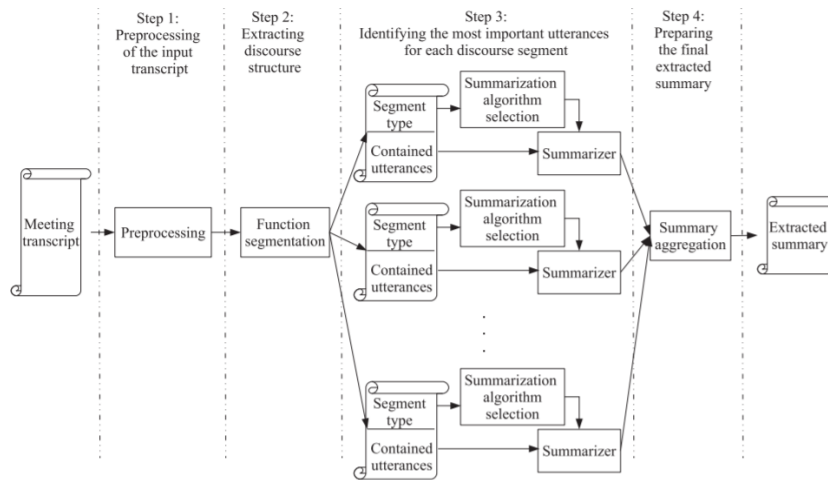 Step 1:
Preprocessing
of the input
transcript
Step 2:
Extracting
discourse
structure
Step 3:
Identifying the most important utterances
for each discourse segment
Step 4:
Preparing
the final
extracted
summary
Meeting
transcript
Preprocessing
Function
segmentation
Segment
type
Contained
utterances
Summarization
algorithm
selection
Summarizer
Segment
type
Contained
utterances
Summarization
algorithm
selection
Summarizer
.
.
.
Segment
type
Contained
utterances
Summarization
algorithm
selection
Summarizer
Summary
aggregation
Extracted
summary